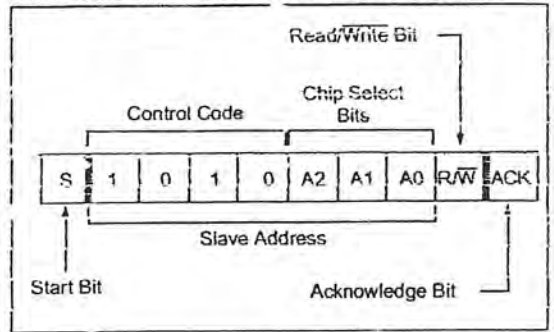 Read/Write Bit
Chip Select
Control Code
Bits
S 1 0 1 0 A2 A1 A0 R/W ACK
Slave Address
Start Bit
Acknowledge Bit